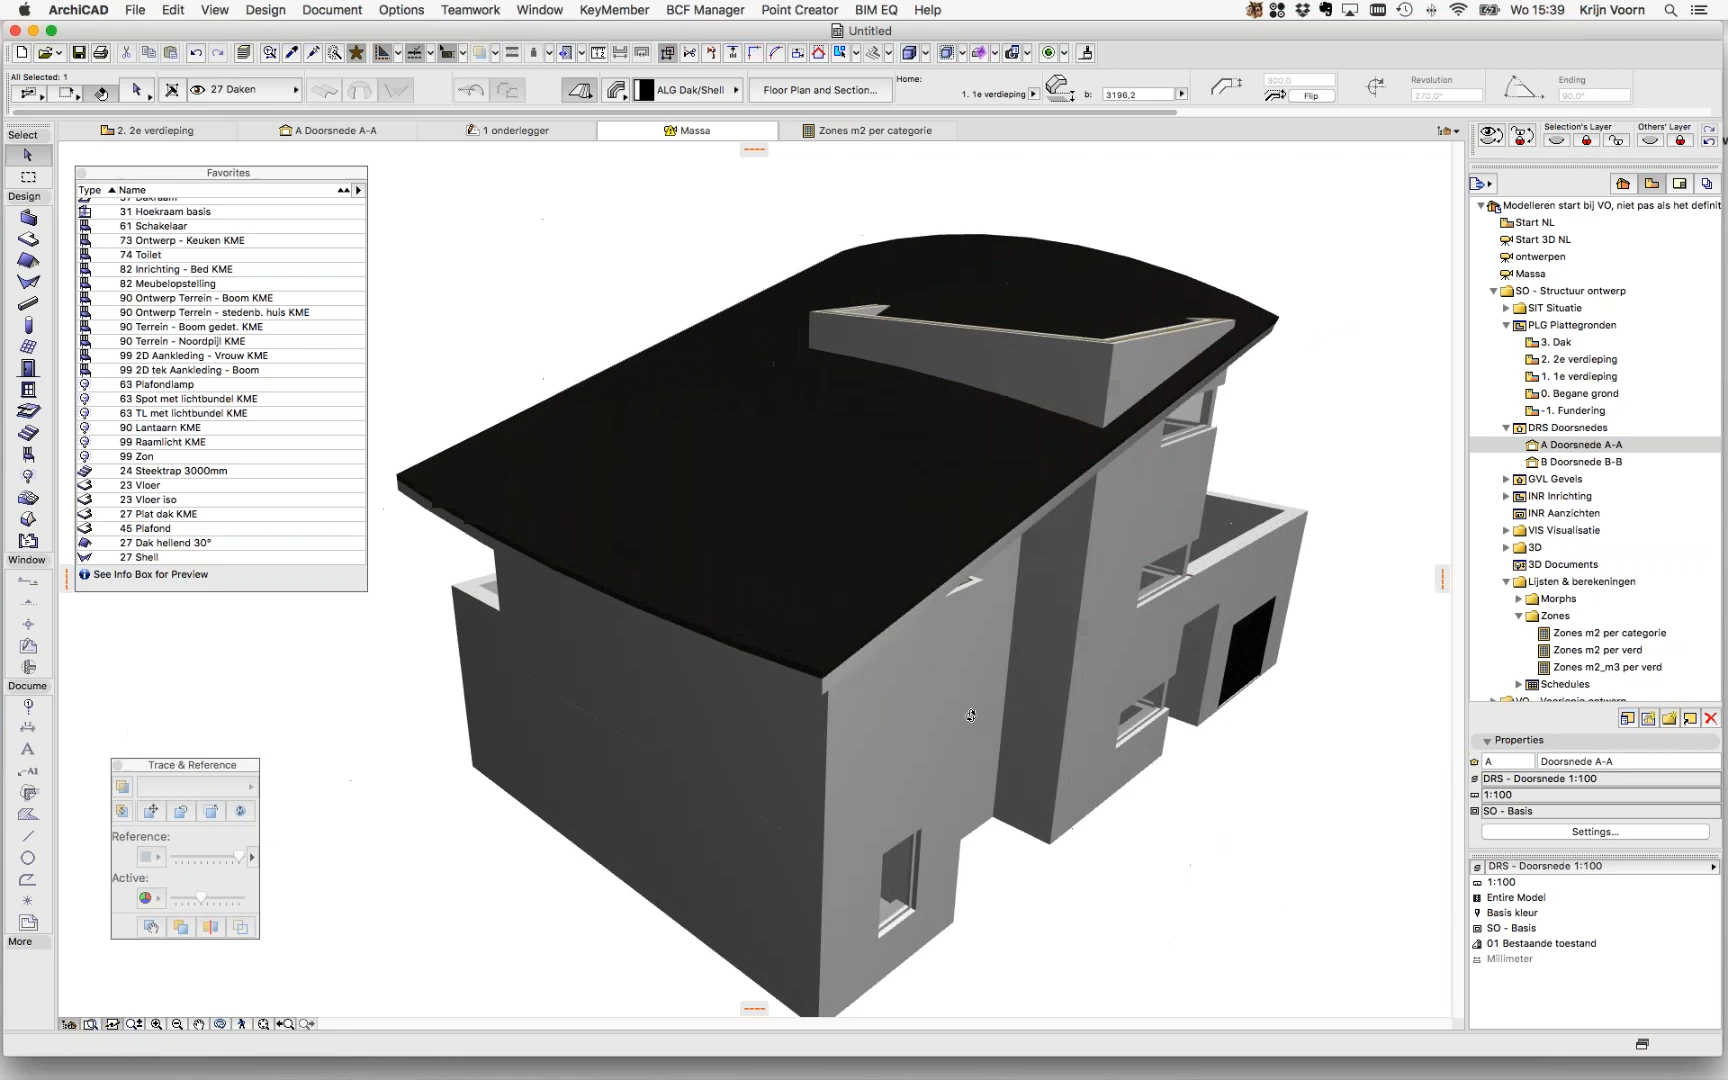 ArchiCAD File Edit View Design Document Options Teamwork Window KeyMember BCF Manager Point Creator BIM EQ Help Wo 15:39 Krijn Voorn
Untitled
All Selected: 1
27 Daken
ALG Dak/Shell
Floor Plan and Section...
Home:
1. 1e verdieping
b: 3196,2
300.0
Flip
Revolution
270,0°
Ending
90,0°
2. 2e verdieping
A Doorsnede A-A
1 onderlegger
Massa
Zones m2 per categorie
Selection's Layer
Others' Layer
Select
Design
Window
Docume
More
Favorites
Type Name
37 Dakraam
31 Hoekraam basis
61 Schakelaar
73 Ontwerp - Keuken KME
74 Toilet
82 Inrichting - Bed KME
82 Meubelopstelling
90 Ontwerp Terrein - Boom KME
90 Ontwerp Terrein - stedenb. huis KME
90 Terrein - Boom gedet. KME
90 Terrein - Noordpijl KME
99 2D Aankleding - Vrouw KME
99 2D tek Aankleding - Boom
63 Plafondlamp
63 Spot met lichtbundel KME
63 TL met lichtbundel KME
90 Lantaarn KME
99 Raamlicht KME
99 Zon
24 Steektrap 3000mm
23 Vloer
23 Vloer iso
27 Plat dak KME
45 Plafond
27 Dak hellend 30°
27 Shell
See Info Box for Preview
Trace & Reference
Reference:
Active:
Modelleren start bij VO, niet pas als het definit
Start NL
Start 3D NL
ontwerpen
Massa
SO - Structuur ontwerp
SIT Situatie
PLG Plattegronden
3. Dak
2. 2e verdieping
1. 1e verdieping
0. Begane grond
-1. Fundering
DRS Doorsnedes
A Doorsnede A-A
B Doorsnede B-B
GVL Gevels
INR Inrichting
INR Aanzichten
VIS Visualisatie
3D
3D Documents
Lijsten & berekeningen
Morphs
Zones
Zones m2 per categorie
Zones m2 per verd
Zones m2_m3 per verd
Schedules
VO - Voorlopig ontwerp
Properties
A Doorsnede A-A
DRS - Doorsnede 1:100
1:100
SO - Basis
Settings...
DRS - Doorsnede 1:100
1:100
Entire Model
Basis kleur
SO - Basis
01 Bestaande toestand
Millimeter